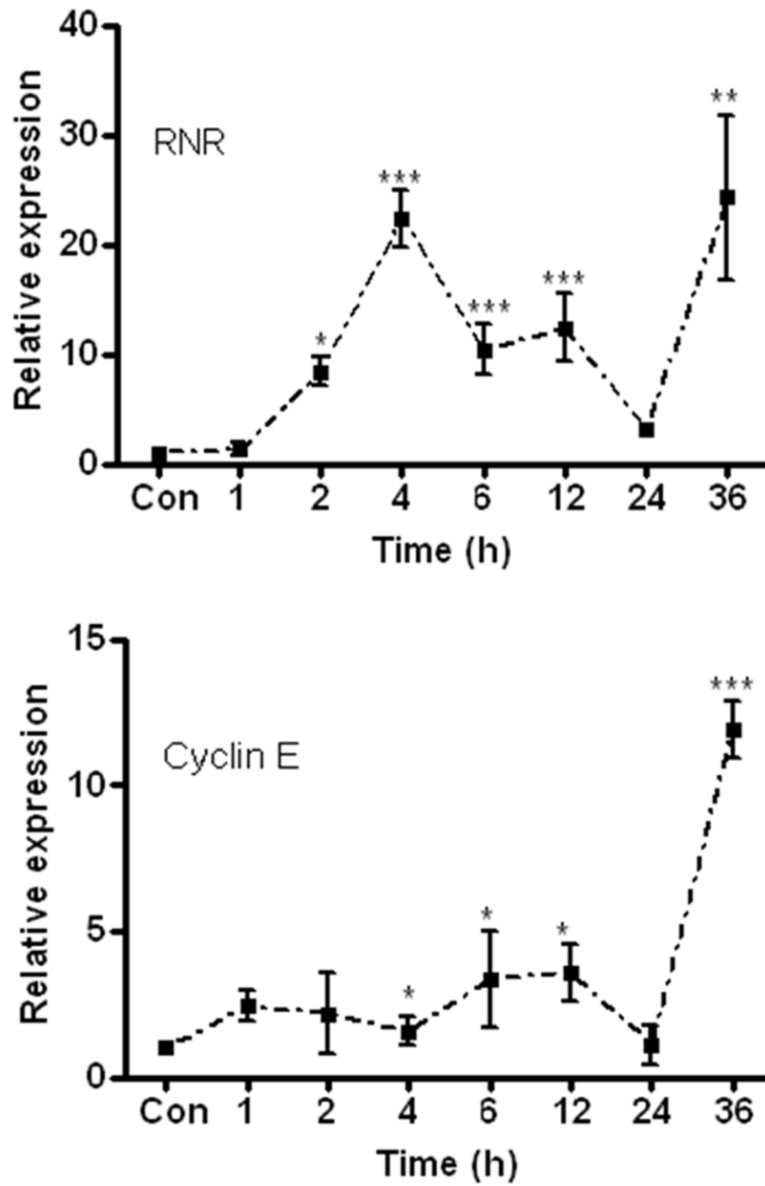 40
30
20
10
0
Relative expression
RNR
*
***
***
***
**
Con 1 2 4 6 12 24 36
Time (h)
15
10
5
0
Relative expression
Cyclin E
*
*
*
***
Con 1 2 4 6 12 24 36
Time (h)